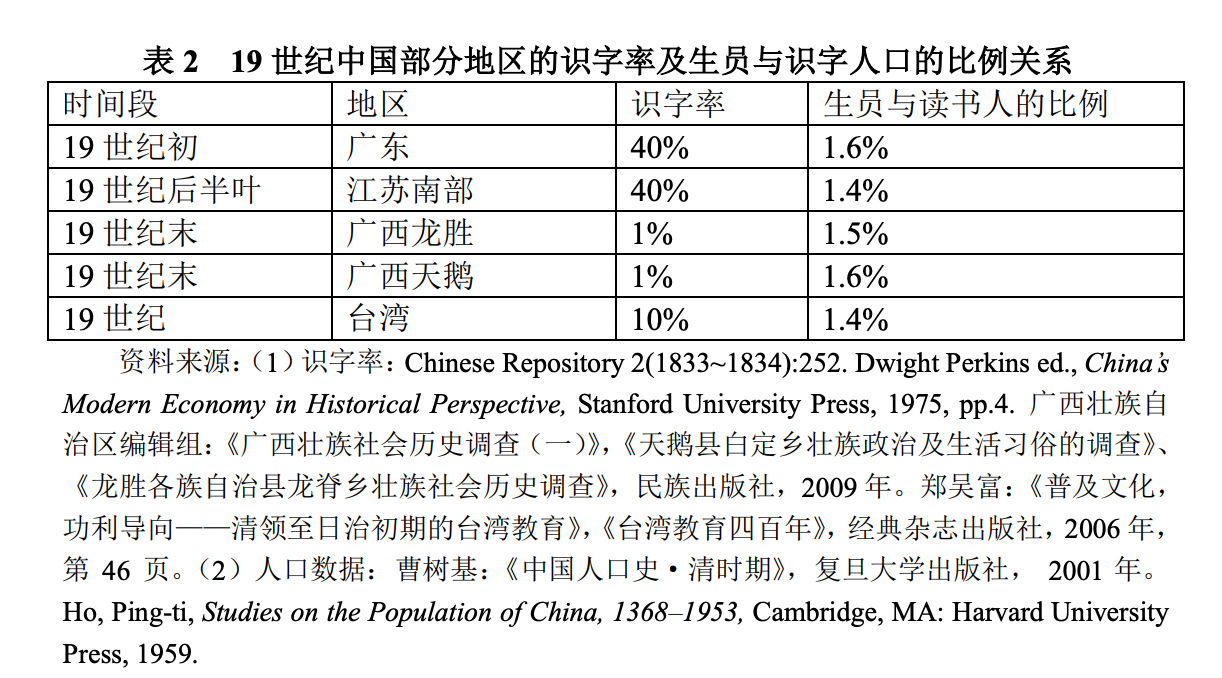 表 2 19 世纪中国部分地区的识字率及生员与识字人口的比例关系
时间段 地区 识字率 生员与读书人的比例
19 世纪初 广东 40% 1.6%
19 世纪后半叶 江苏南部 40% 1.4%
19 世纪末 广西龙胜 1% 1.5%
19 世纪末 广西天鹅 1% 1.6%
19 世纪 台湾 10% 1.4%
资料来源：（1）识字率：Chinese Repository 2(1833~1834):252. Dwight Perkins ed., China’s
Modern Economy in Historical Perspective, Stanford University Press, 1975, pp.4. 广西壮族自
治区编辑组：《广西壮族社会历史调查（一）》，《天鹅县白定乡壮族政治及生活习俗的调查》、
《龙胜各族自治县龙脊乡壮族社会历史调查》，民族出版社，2009 年。郑吴富：《普及文化，
功利导向——清领至日治初期的台湾教育》，《台湾教育四百年》，经典杂志出版社，2006 年，
第 46 页。（2）人口数据：曹树基：《中国人口史·清时期》，复旦大学出版社， 2001 年。
Ho, Ping-ti, Studies on the Population of China, 1368–1953, Cambridge, MA: Harvard University
Press, 1959.